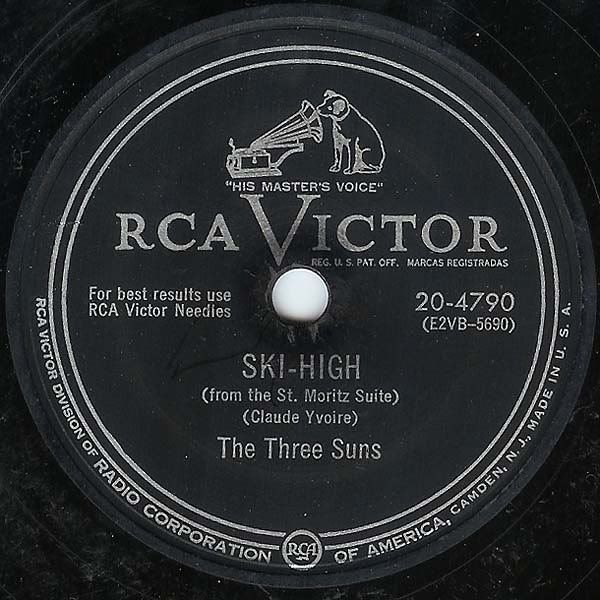 "HIS MASTER'S VOICE"
RCA VICTOR
REG. U. S. PAT. OFF. MARCAS REGISTRADAS
For best results use
RCA Victor Needles
20-4790
(E2VB-5690)
SKI-HIGH
(from the St. Moritz Suite)
(Claude Yvoire)
The Three Suns
RCA VICTOR DIVISION OF RADIO CORPORATION OF AMERICA, CAMDEN, N. J., MADE IN U. S. A.
RCA